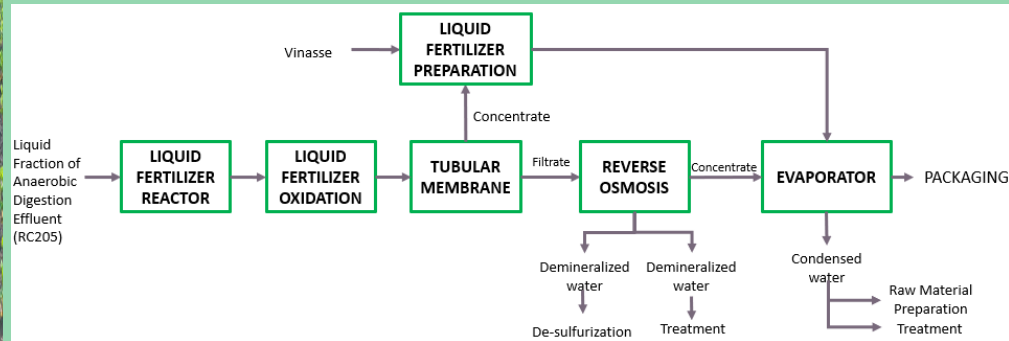 Vinasse
LIQUID
FERTILIZER
PREPARATION
Concentrate
Liquid
Fraction of
Anaerobic
Digestion
Effluent
(RC205)
LIQUID
FERTILIZER
REACTOR
LIQUID
FERTILIZER
OXIDATION
TUBULAR
MEMBRANE
Filtrate
REVERSE
OSMOSIS
Concentrate
EVAPORATOR
PACKAGING
Demineralized
water
De-sulfurization
Demineralized
water
Treatment
Condensed
water
Raw Material
Preparation
Treatment